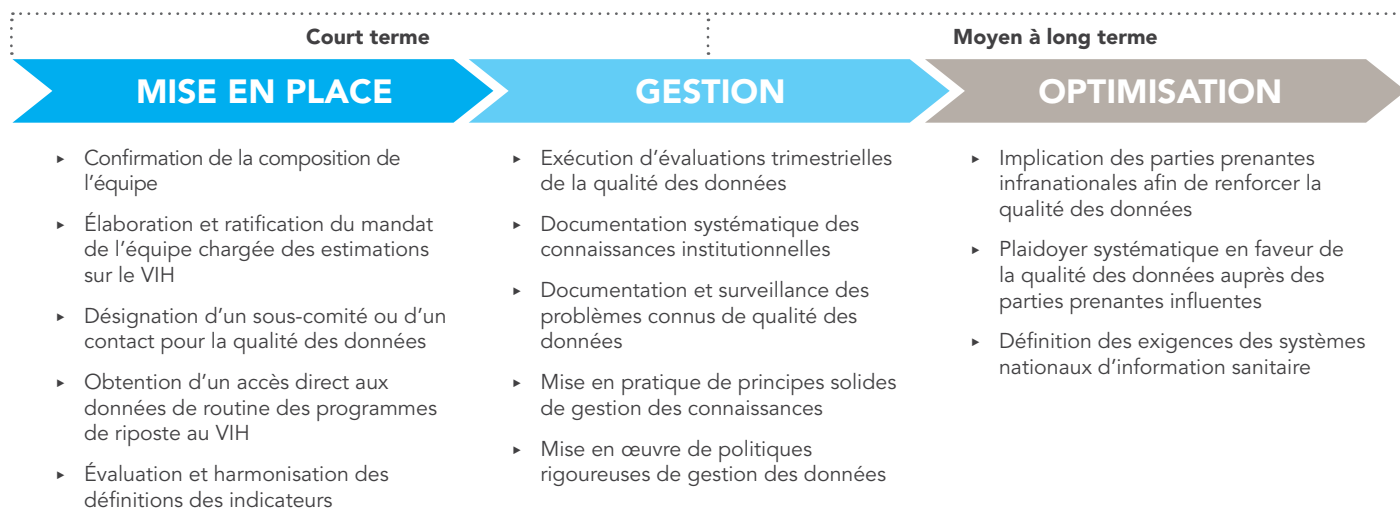 Court terme
Moyen à long terme
MISE EN PLACE
GESTION
OPTIMISATION
▸ Confirmation de la composition de
l’équipe
▸ Élaboration et ratification du mandat
de l’équipe chargée des estimations
sur le VIH
▸ Désignation d’un sous-comité ou d’un
contact pour la qualité des données
▸ Obtention d’un accès direct aux
données de routine des programmes
de riposte au VIH
▸ Évaluation et harmonisation des
définitions des indicateurs
▸ Exécution d’évaluations trimestrielles
de la qualité des données
▸ Documentation systématique des
connaissances institutionnelles
▸ Documentation et surveillance des
problèmes connus de qualité des
données
▸ Mise en pratique de principes solides
de gestion des connaissances
▸ Mise en œuvre de politiques
rigoureuses de gestion des données
▸ Implication des parties prenantes
infranationales afin de renforcer la
qualité des données
▸ Plaidoyer systématique en faveur de
la qualité des données auprès des
parties prenantes influentes
▸ Définition des exigences des systèmes
nationaux d’information sanitaire